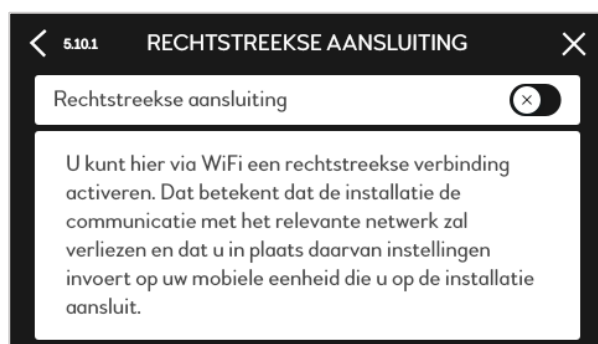 5.10.1 RECHTSTREEKSE AANSLUITING
Rechtstreekse aansluiting
U kunt hier via WiFi een rechtstreekse verbinding
activeren. Dat betekent dat de installatie de
communicatie met het relevante netwerk zal
verliezen en dat u in plaats daarvan instellingen
invoert op uw mobiele eenheid die u op de installatie
aansluit.